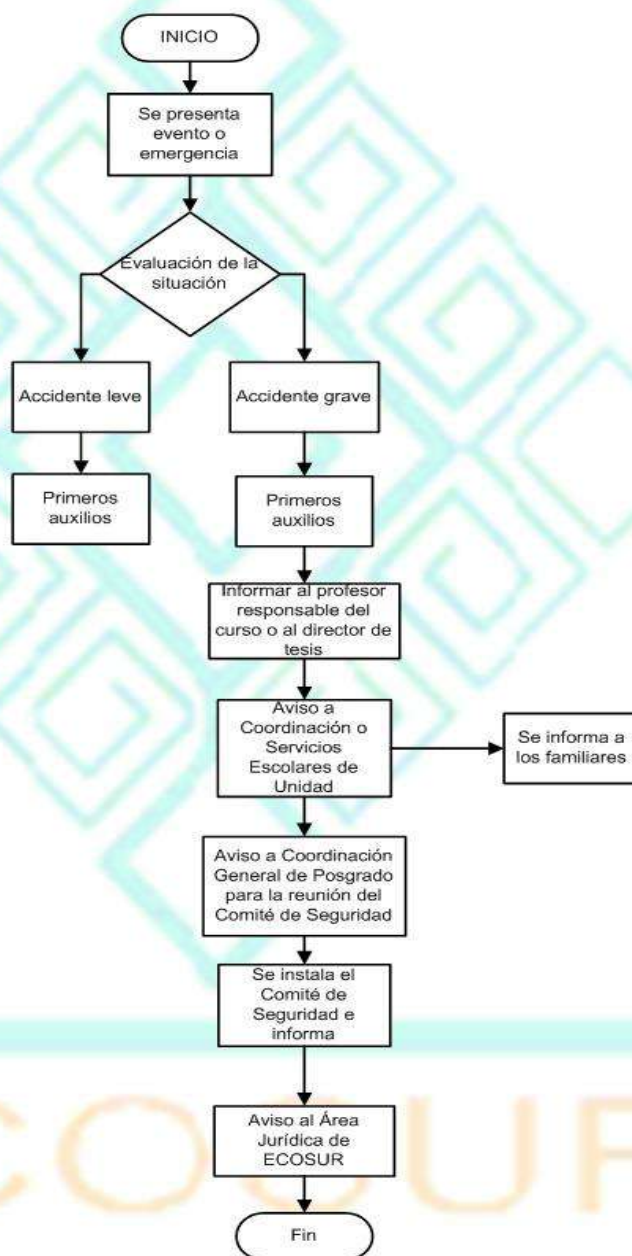 INICIO
Se presenta
evento o
emergencia
Evaluación de la
situación
Accidente leve
Accidente grave
Primeros
auxilios
Primeros
auxilios
Informar al profesor
responsable del
curso o al director de
tesis
Aviso a
Coordinación o
Servicios
Escolares de
Unidad
Se informa a
los familiares
Aviso a Coordinación
General de Posgrado
para la reunión del
Comité de Seguridad
Se instala el
Comité de
Seguridad e
informa
Aviso al Área
Jurídica de
ECOSUR
Fin